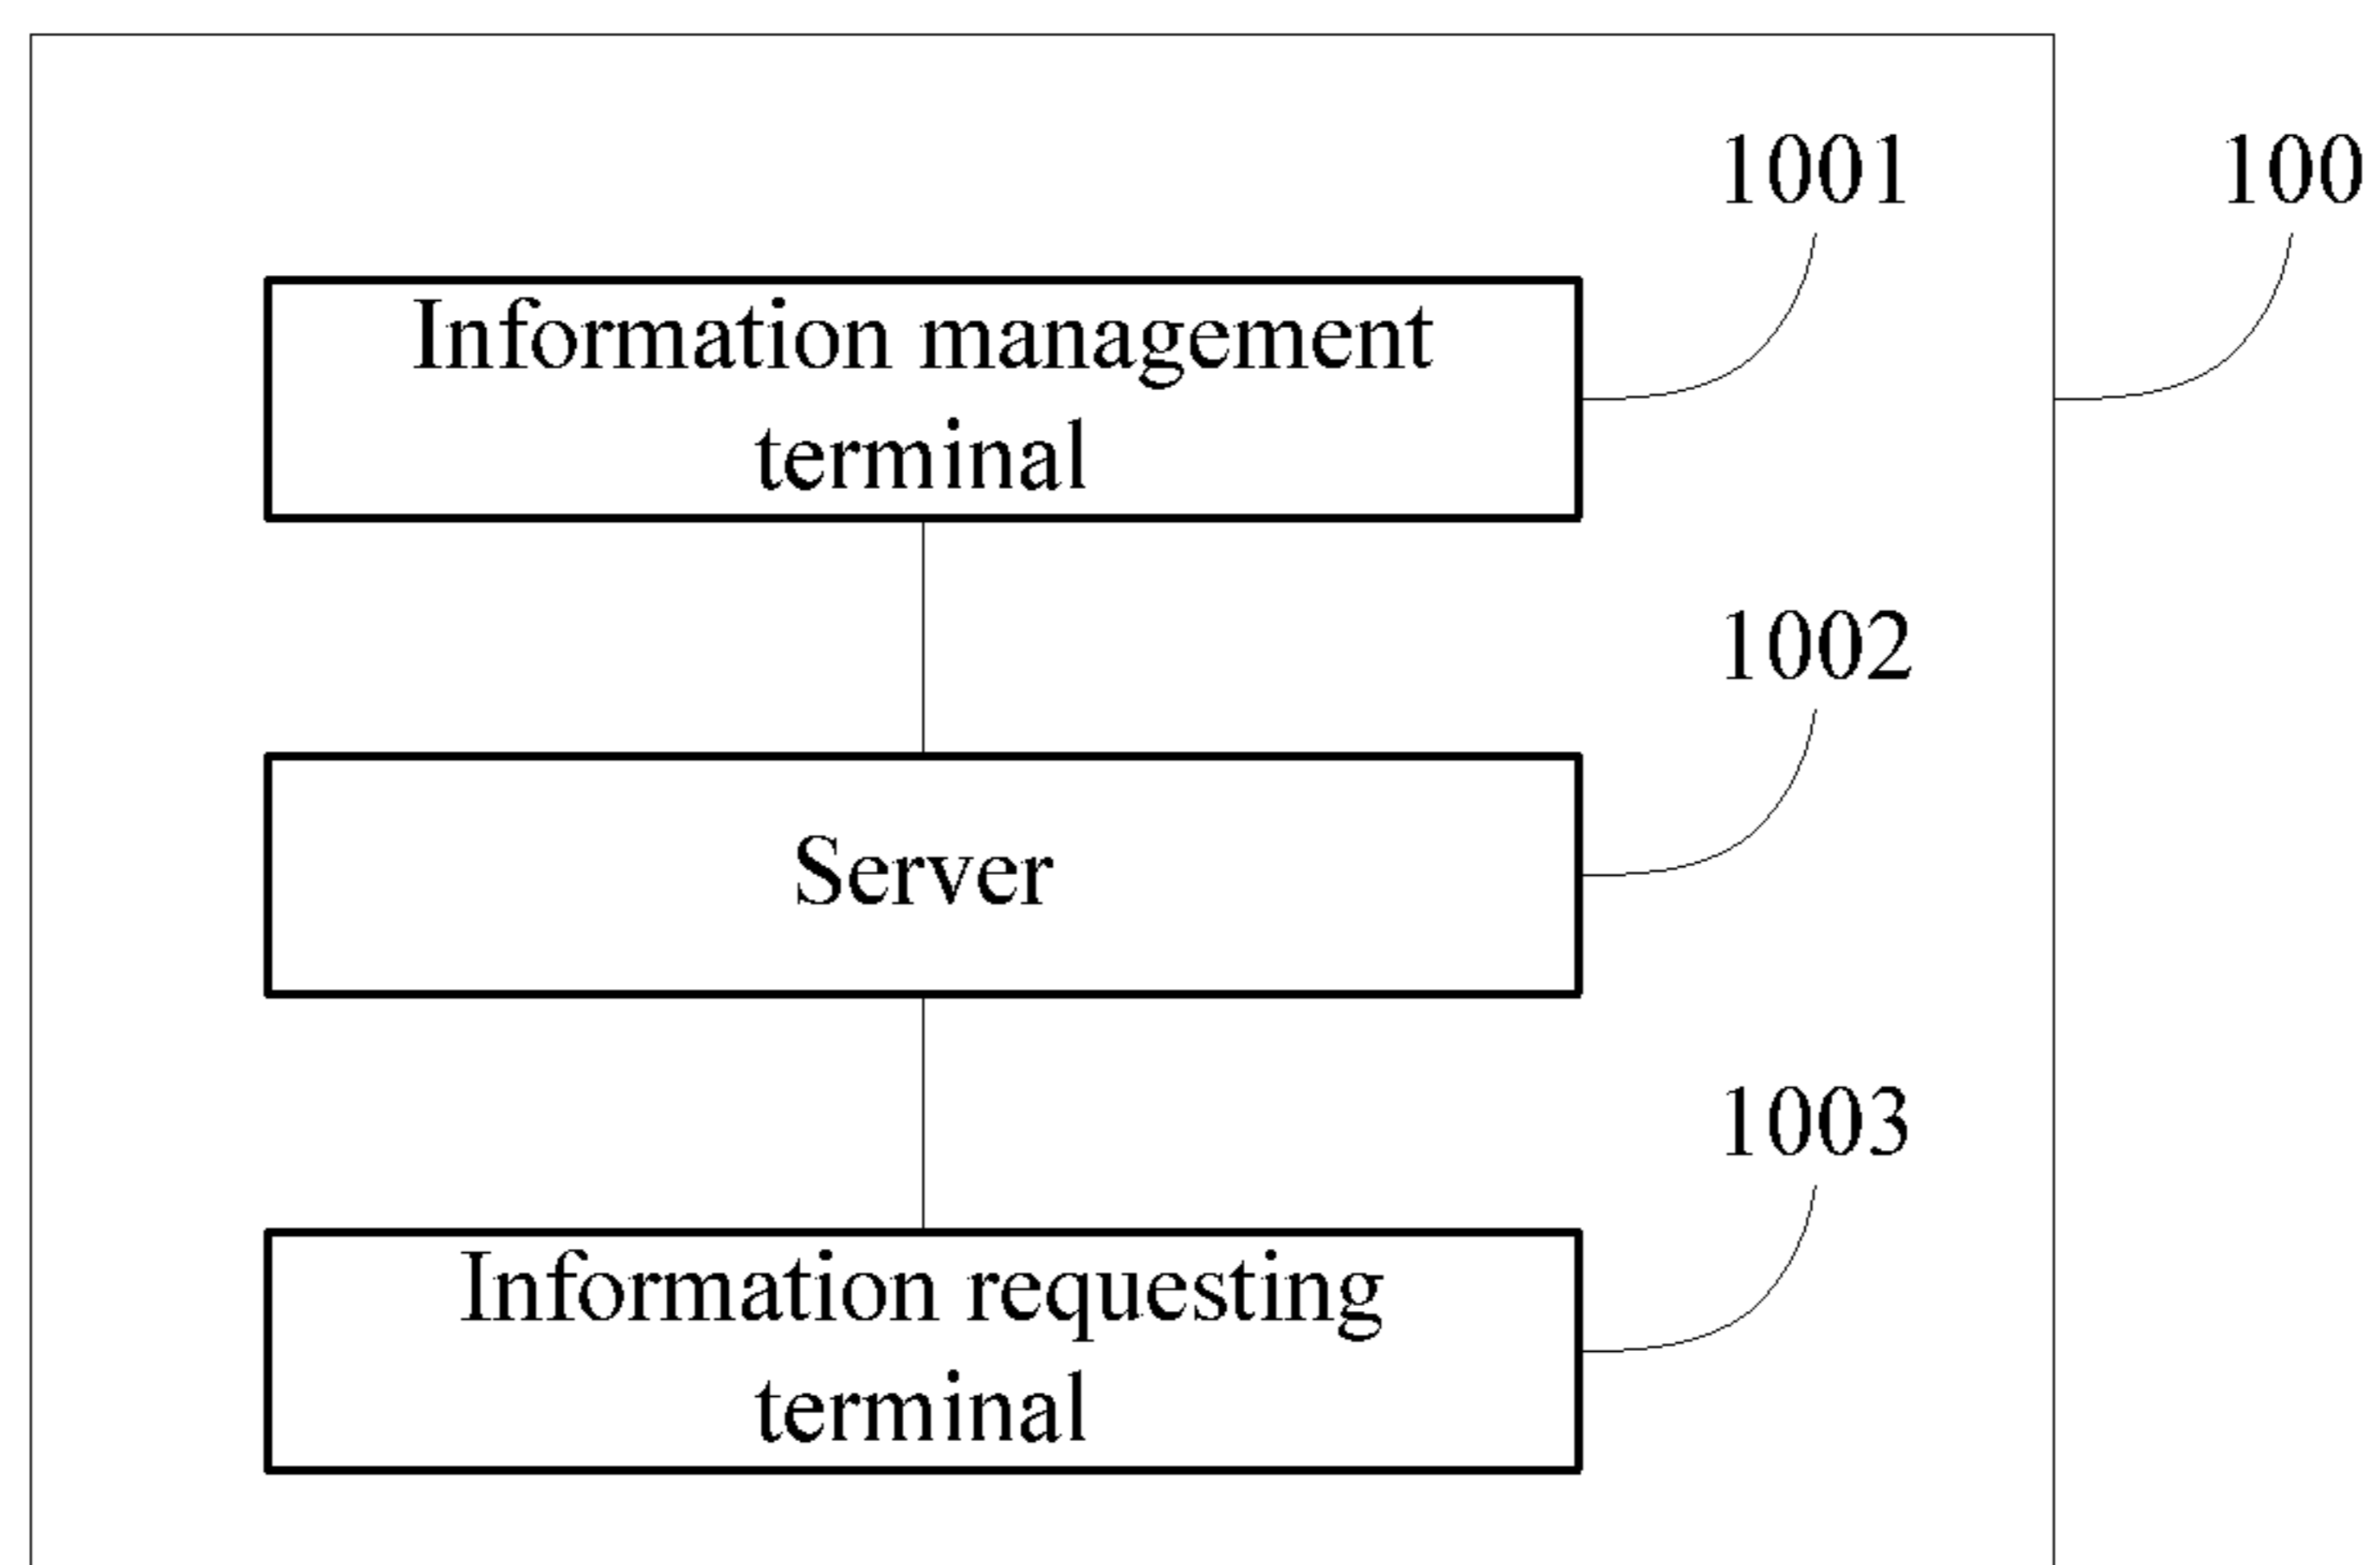 1001
100
Information management
terminal
1002
Server
1003
Information requesting
terminal